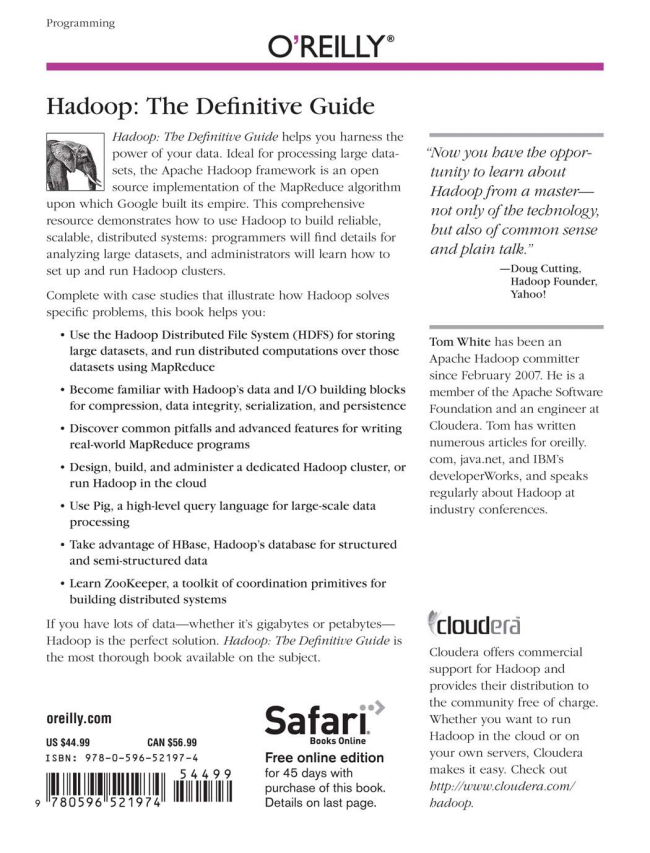 Programming
O'REILLY®
Hadoop: The Definitive Guide
Hadoop: The Definitive Guide helps you harness the
power of your data. Ideal for processing large data-
sets, the Apache Hadoop framework is an open
source implementation of the MapReduce algorithm
upon which Google built its empire. This comprehensive
resource demonstrates how to use Hadoop to build reliable,
scalable, distributed systems: programmers will find details for
analyzing large datasets, and administrators will learn how to
set up and run Hadoop clusters.
Complete with case studies that illustrate how Hadoop solves
specific problems, this book helps you:
• Use the Hadoop Distributed File System (HDFS) for storing
large datasets, and run distributed computations over those
datasets using MapReduce
• Become familiar with Hadoop's data and I/O building blocks
for compression, data integrity, serialization, and persistence
• Discover common pitfalls and advanced features for writing
real-world MapReduce programs
• Design, build, and administer a dedicated Hadoop cluster, or
run Hadoop in the cloud
• Use Pig, a high-level query language for large-scale data
processing
• Take advantage of HBase, Hadoop's database for structured
and semi-structured data
• Learn ZooKeeper, a toolkit of coordination primitives for
building distributed systems
If you have lots of data—whether it's gigabytes or petabytes—
Hadoop is the perfect solution. Hadoop: The Definitive Guide is
the most thorough book available on the subject.
"Now you have the oppor-
tunity to learn about
Hadoop from a master—
not only of the technology,
but also of common sense
and plain talk."
—Doug Cutting,
Hadoop Founder,
Yahoo!
Tom White has been an
Apache Hadoop committer
since February 2007. He is a
member of the Apache Software
Foundation and an engineer at
Cloudera. Tom has written
numerous articles for oreilly.
com, java.net, and IBM's
developerWorks, and speaks
regularly about Hadoop at
industry conferences.
cloudera
Cloudera offers commercial
support for Hadoop and
provides their distribution to
the community free of charge.
Whether you want to run
Hadoop in the cloud or on
your own servers, Cloudera
makes it easy. Check out
http://www.cloudera.com/
hadoop.
oreilly.com
US $44.99 CAN $56.99
ISBN: 978-0-596-52197-4
5 4 4 9 9
9 780596 521974
Safari
Books Online
Free online edition
for 45 days with
purchase of this book.
Details on last page.